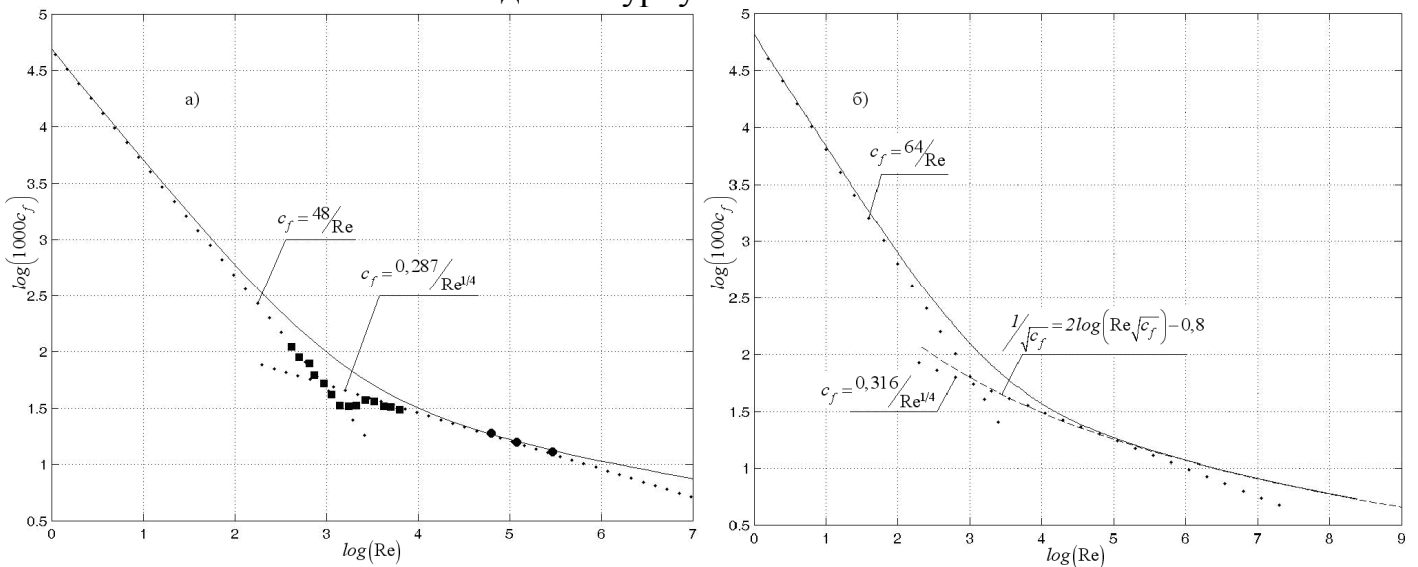 а)
c_f = 48/Re
c_f = 0,287/Re^{1/4}
log(1000c_f)
5
4.5
4
3.5
3
2.5
2
1.5
1
0.5
0 1 2 3 4 5 6 7
log(Re)
б)
c_f = 64/Re
1/√c_f = 2log(Re√c_f) – 0,8
c_f = 0,316/Re^{1/4}
log(1000c_f)
5
4.5
4
3.5
3
2.5
2
1.5
1
0.5
0 1 2 3 4 5 6 7 8 9
log(Re)